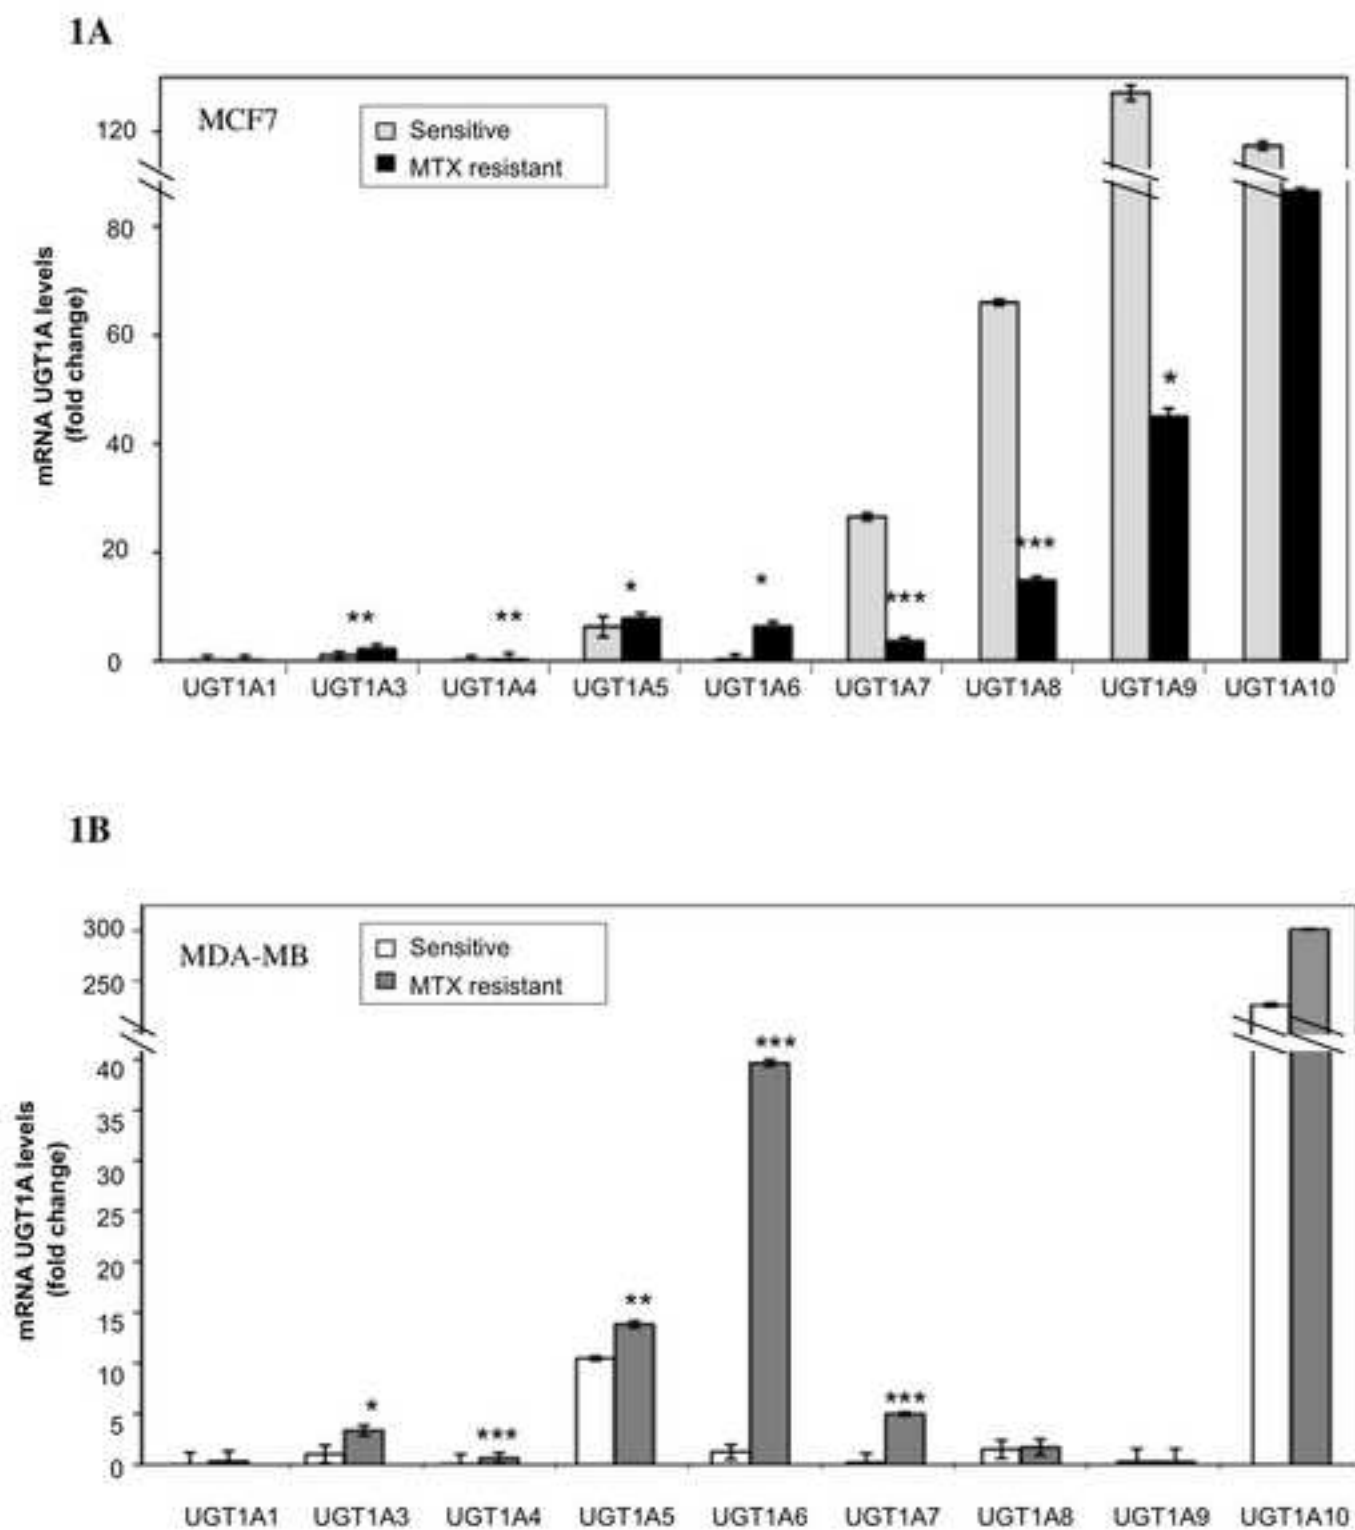 1A
MCF7
Sensitive
MTX resistant
120
80
60
40
20
0
mRNA UGT1A levels
(fold change)
**
**
*
*
***
***
*
UGT1A1 UGT1A3 UGT1A4 UGT1A5 UGT1A6 UGT1A7 UGT1A8 UGT1A9 UGT1A10
1B
MDA-MB
Sensitive
MTX resistant
300
250
40
35
30
25
20
15
10
5
0
mRNA UGT1A levels
(fold change)
*
***
**
***
***
UGT1A1 UGT1A3 UGT1A4 UGT1A5 UGT1A6 UGT1A7 UGT1A8 UGT1A9 UGT1A10